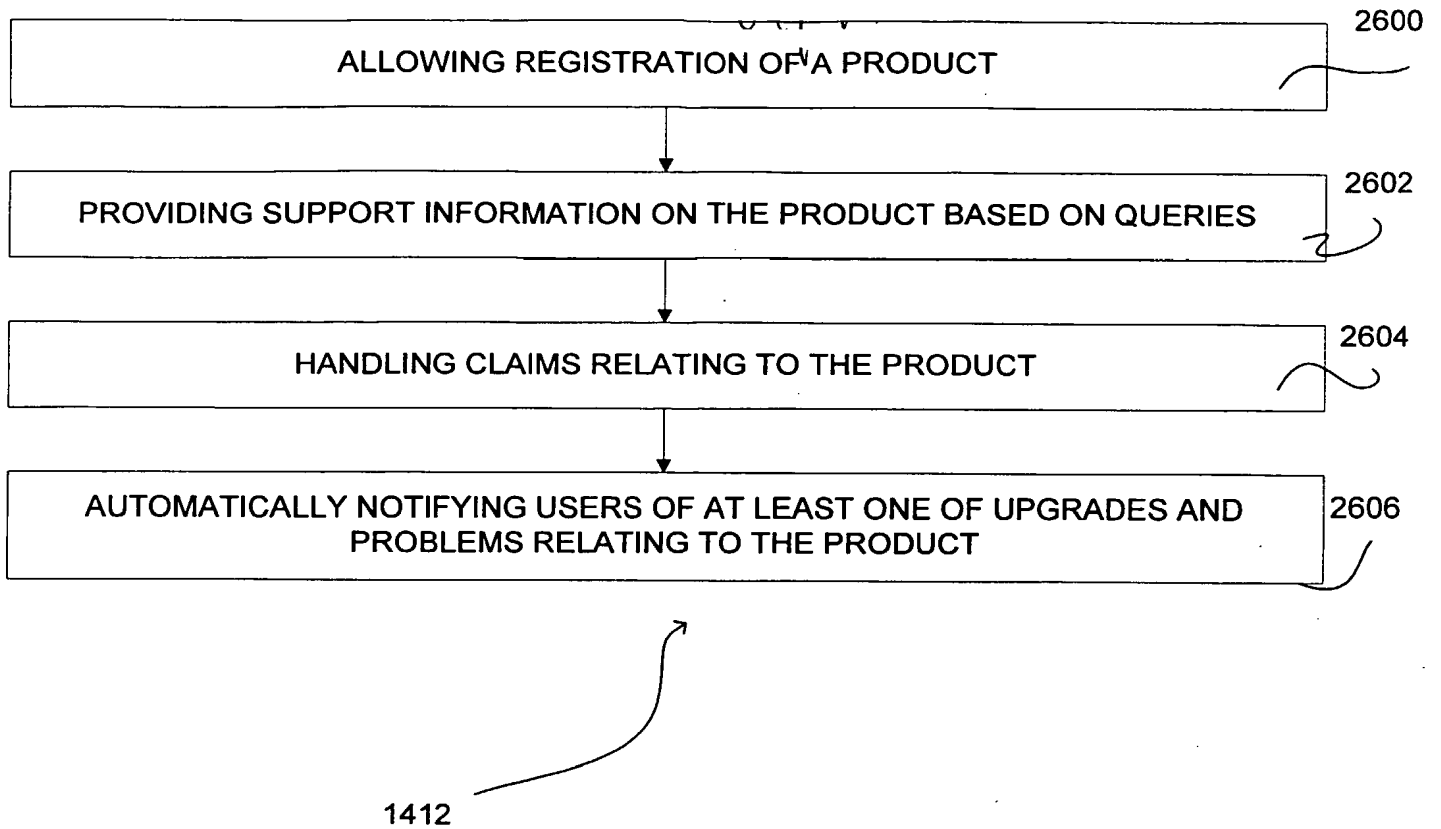 2600
ALLOWING REGISTRATION OF A PRODUCT
2602
PROVIDING SUPPORT INFORMATION ON THE PRODUCT BASED ON QUERIES
2604
HANDLING CLAIMS RELATING TO THE PRODUCT
2606
AUTOMATICALLY NOTIFYING USERS OF AT LEAST ONE OF UPGRADES AND
PROBLEMS RELATING TO THE PRODUCT
1412